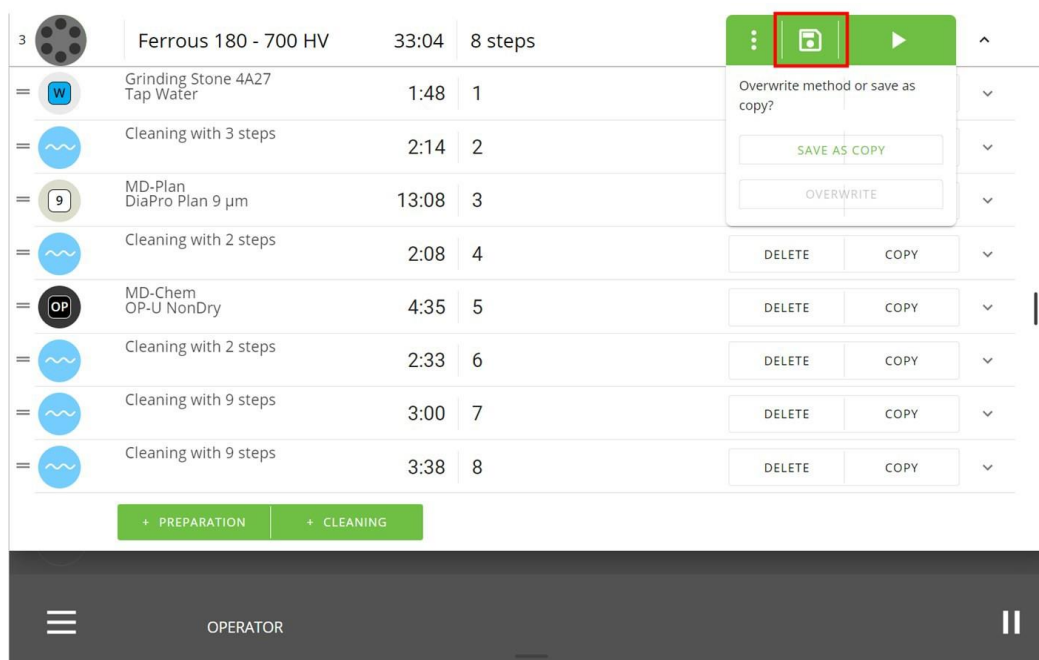 3 Ferrous 180 - 700 HV 33:04 8 steps
W Grinding Stone 4A27
Tap Water 1:48 1
Overwrite method or save as
copy?
Cleaning with 3 steps 2:14 2
SAVE AS COPY
9 MD-Plan
DiaPro Plan 9 µm 13:08 3
OVERWRITE
Cleaning with 2 steps 2:08 4 DELETE COPY
OP MD-Chem
OP-U NonDry 4:35 5 DELETE COPY
Cleaning with 2 steps 2:33 6 DELETE COPY
Cleaning with 9 steps 3:00 7 DELETE COPY
Cleaning with 9 steps 3:38 8 DELETE COPY
+ PREPARATION + CLEANING
OPERATOR